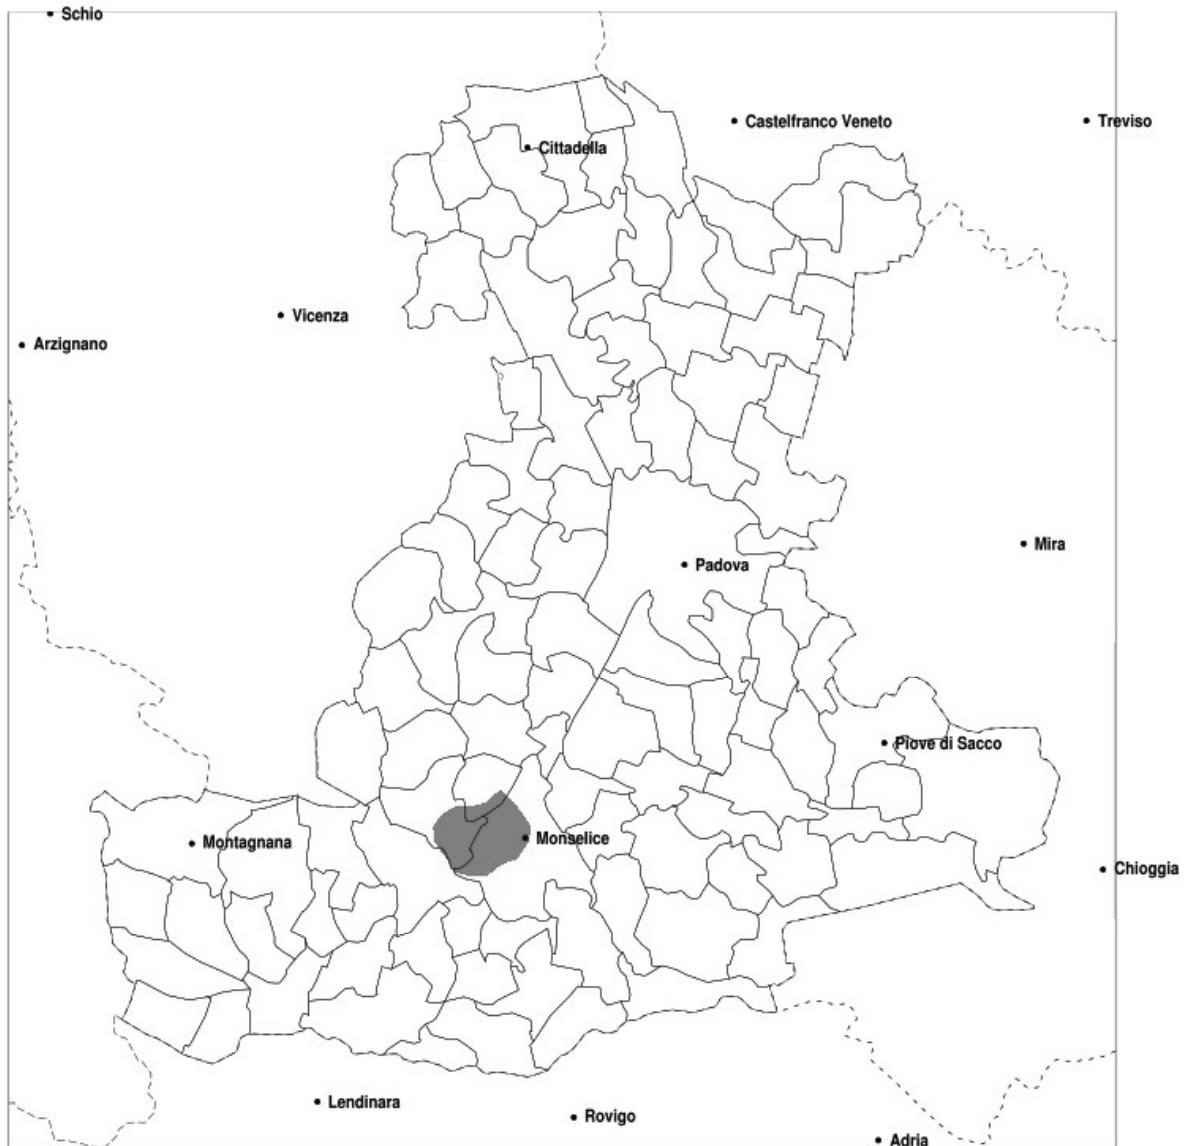 Schio
Castelfranco Veneto
Treviso
Cittadella
Vicenza
Arzignano
Mira
Padova
Piove di Sacco
Monselice
Montagnana
Chioggia
Lendinara
Rovigo
Adria